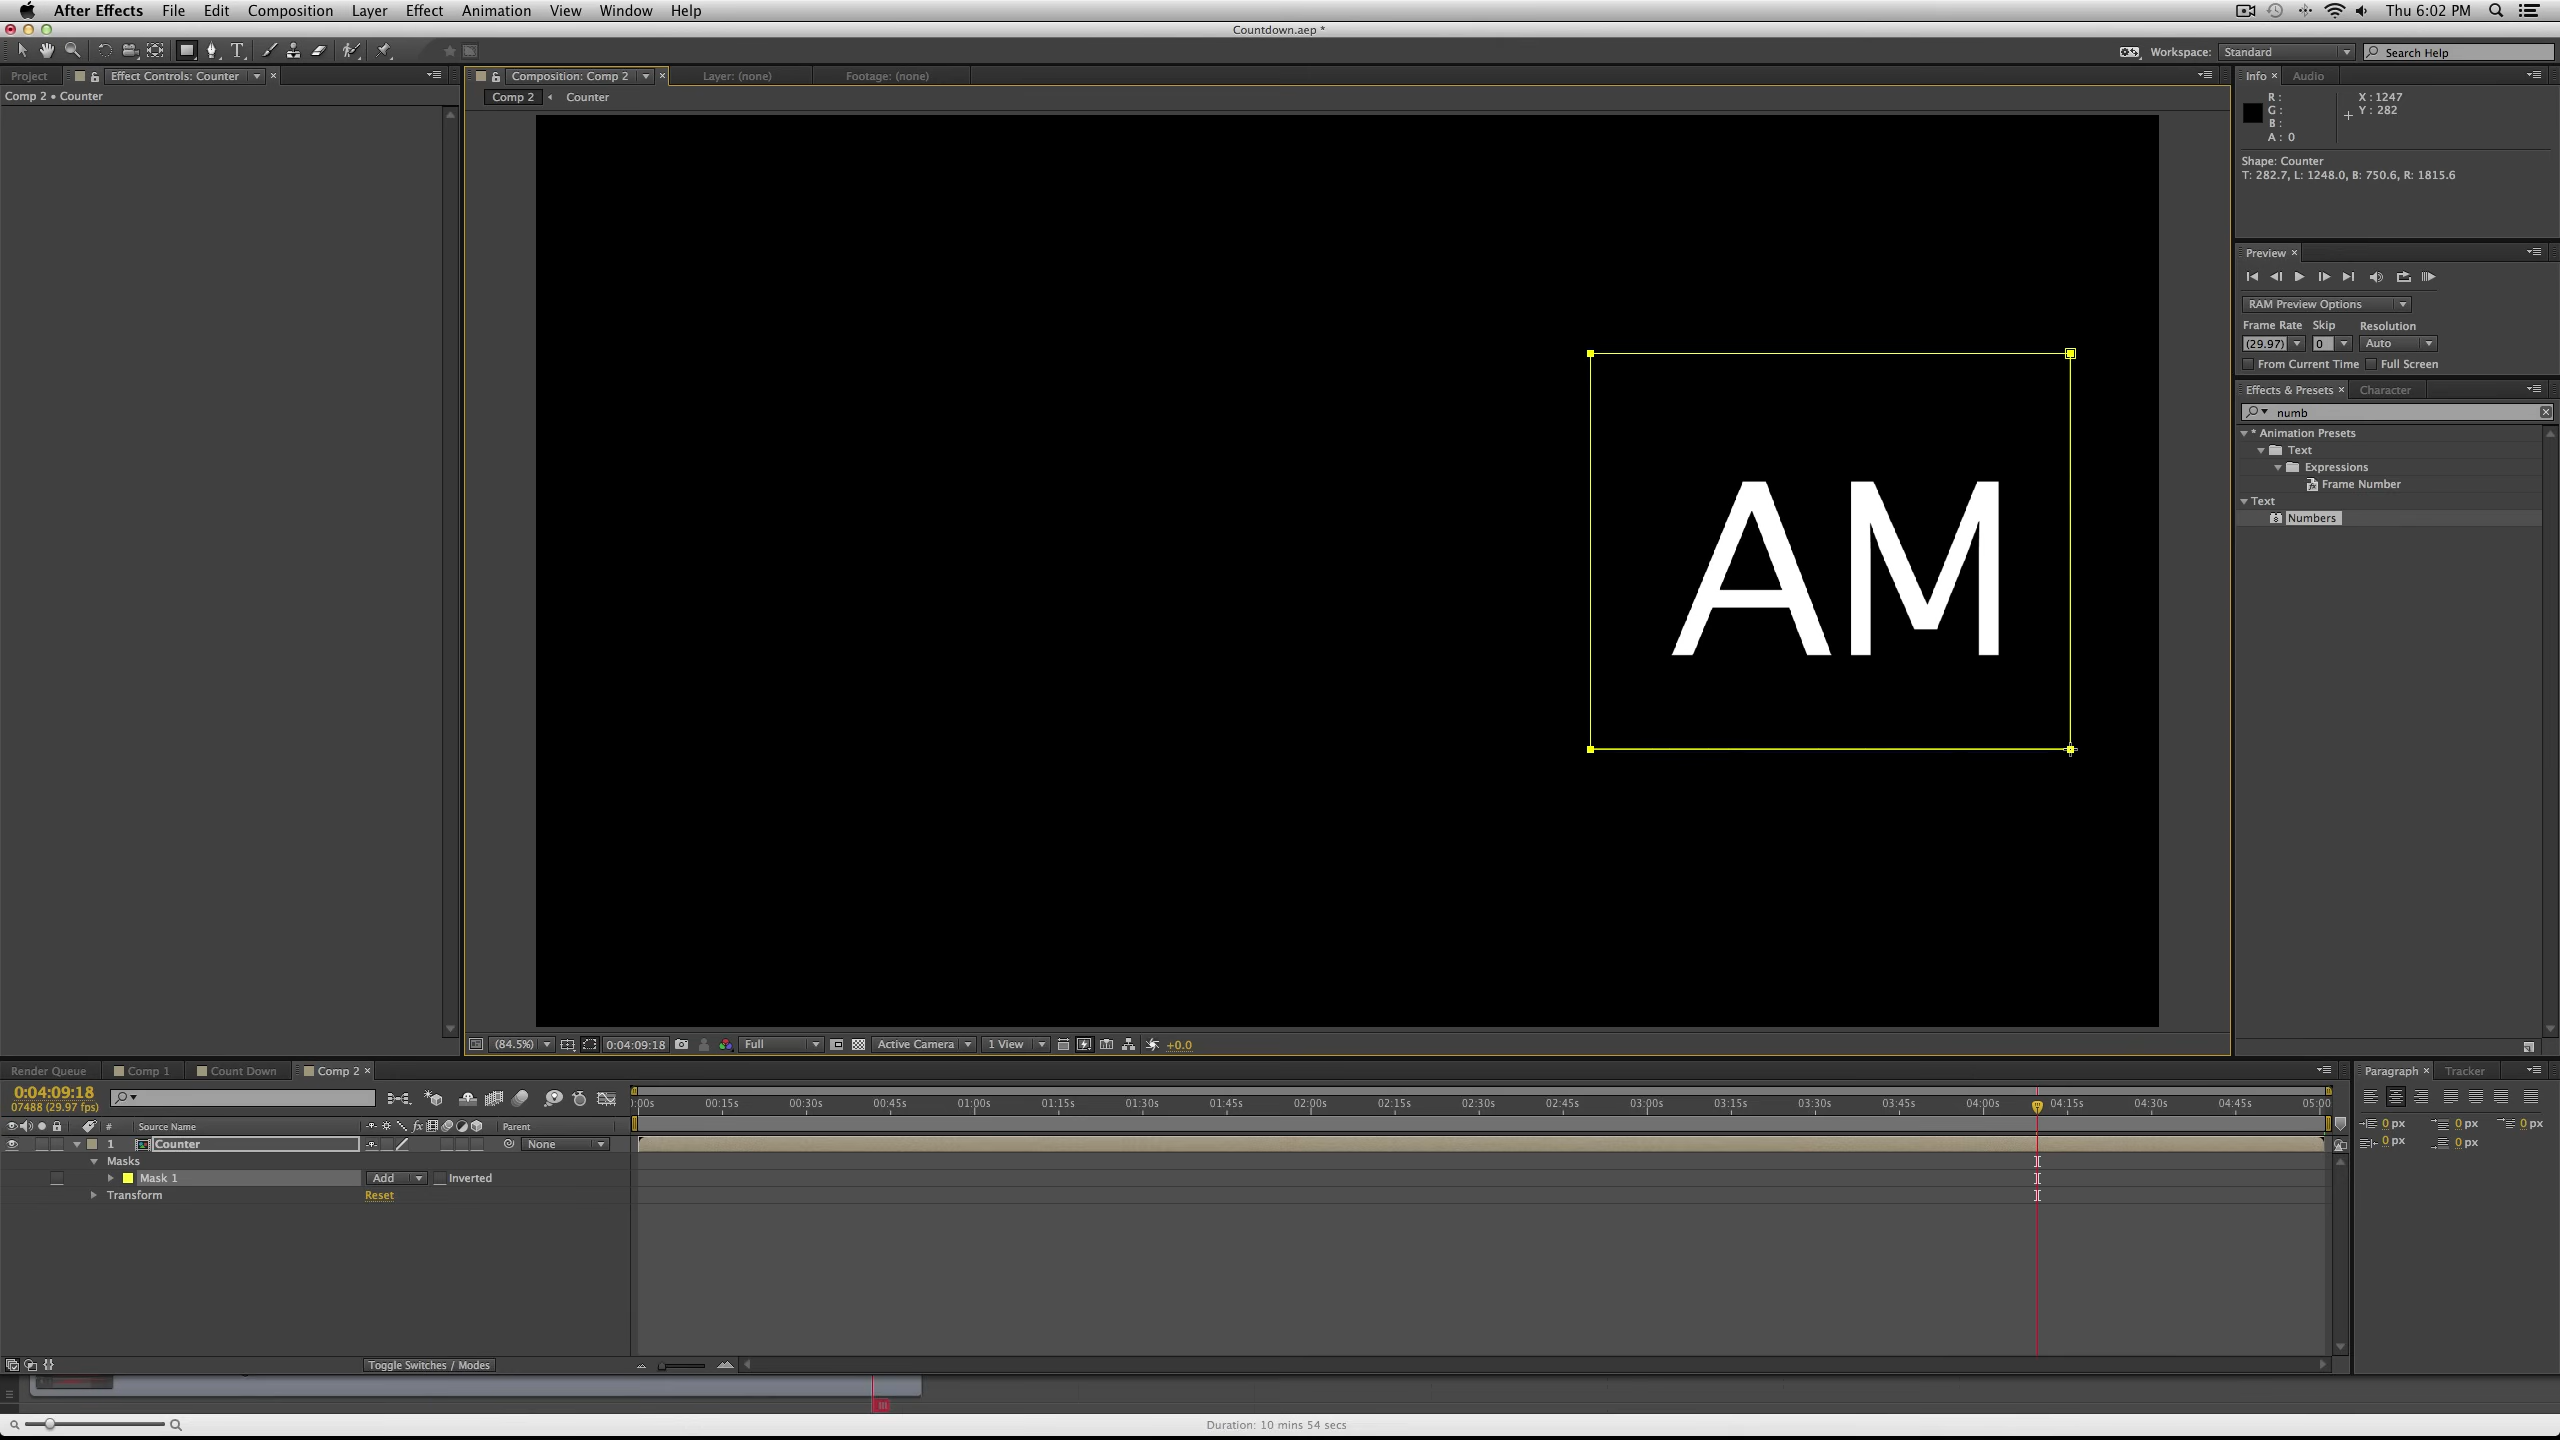 After Effects File Edit Composition Layer Effect Animation View Window Help Thu 6:02 PM
Countdown.aep *
T Workspace: Standard Search Help
Project Effect Controls: Counter Composition: Comp 2 Layer: (none) Footage: (none) Info Audio
Comp 2 • Counter Comp 2 Counter
R : X : 1247
G : Y : 282
B :
A : 0
Shape: Counter
T: 282.7, L: 1248.0, B: 750.6, R: 1815.6
Preview
RAM Preview Options
Frame Rate Skip Resolution
(29.97) 0 Auto
From Current Time Full Screen
Effects & Presets Character
numb
* Animation Presets
Text
Expressions
Frame Number
Text
Numbers
AM
(84.5%) 0:04:09:18 Full Active Camera 1 View +0.0
Render Queue Comp 1 Count Down Comp 2 Paragraph Tracker
0:04:09:18
07488 (29.97 fps)
:00s 00:15s 00:30s 00:45s 01:00s 01:15s 01:30s 01:45s 02:00s 02:15s 02:30s 02:45s 03:00s 03:15s 03:30s 03:45s 04:00s 04:15s 04:30s 04:45s 05:00
# Source Name fx Parent 0 px 0 px 0 px
1 Counter None 0 px 0 px
Masks
Mask 1 Add Inverted
Transform Reset
Toggle Switches / Modes
Duration: 10 mins 54 secs